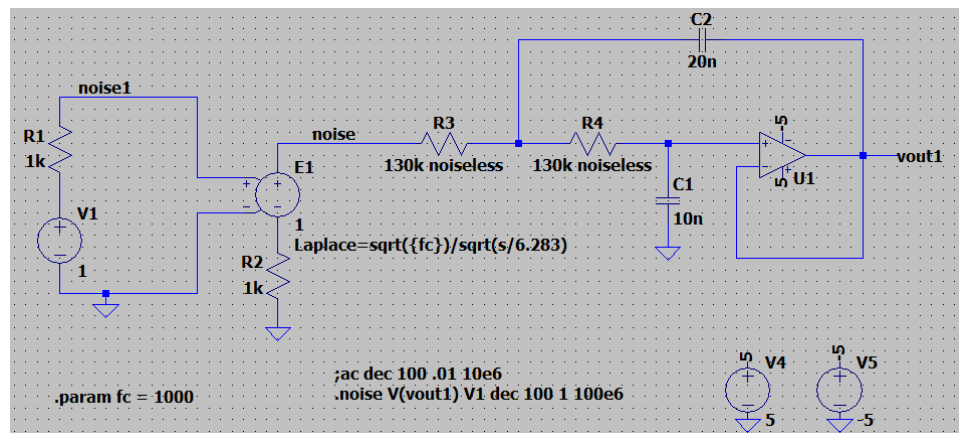 C2
20n
noise1
R1
1k
noise
R3
130k noiseless
R4
130k noiseless
-5
5
U1
vout1
E1
C1
10n
V1
1
1
Laplace=sqrt({fc})/sqrt(s/6.283)
R2
1k
;ac dec 100 .01 10e6
.noise V(vout1) V1 dec 100 1 100e6
.param fc = 1000
5
V4
5
-5
V5
-5